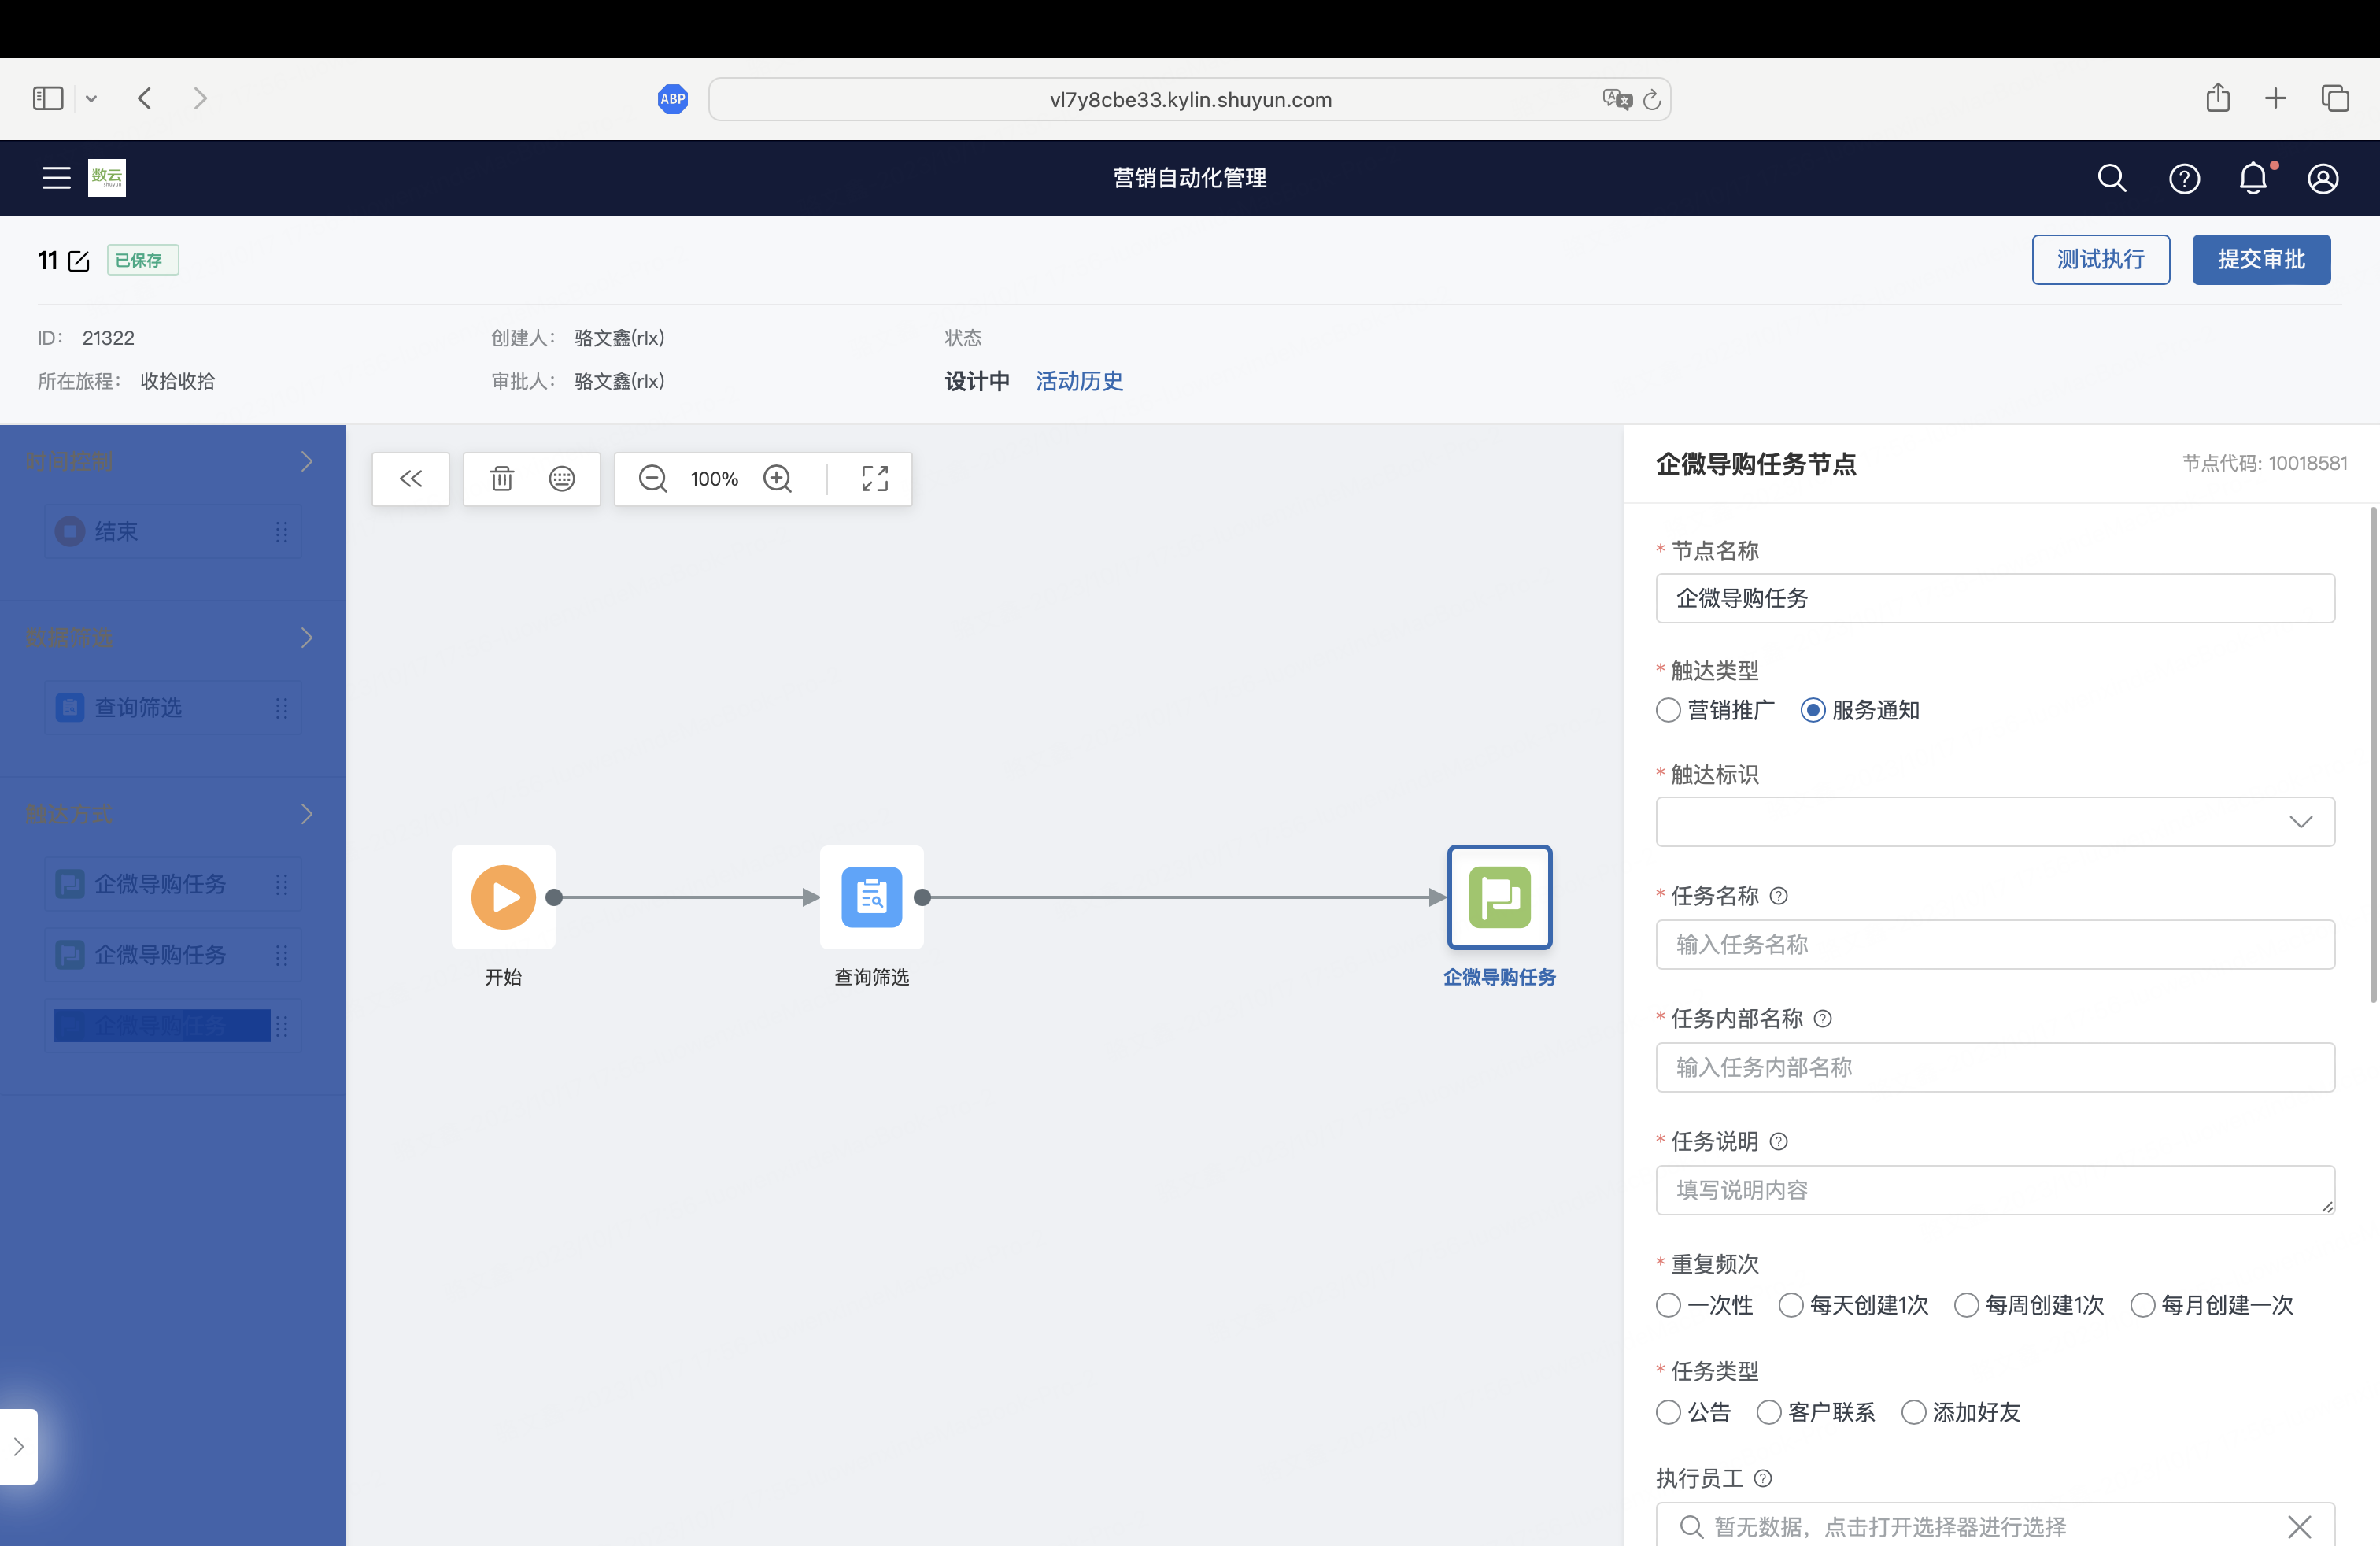 ABP
vl7y8cbe33.kylin.shuyun.com
数云
shuyun
营销自动化管理
11
已保存
测试执行
提交审批
ID： 21322
创建人： 骆文鑫(rlx)
状态
所在旅程： 收拾收拾
审批人： 骆文鑫(rlx)
设计中 活动历史
时间控制
结束
数据筛选
查询筛选
触达方式
企微导购任务
企微导购任务
企微导购任务
100%
开始
查询筛选
企微导购任务
企微导购任务节点
节点代码: 10018581
* 节点名称
企微导购任务
* 触达类型
营销推广 服务通知
* 触达标识
* 任务名称
输入任务名称
* 任务内部名称
输入任务内部名称
* 任务说明
填写说明内容
* 重复频次
一次性 每天创建1次 每周创建1次 每月创建一次
* 任务类型
公告 客户联系 添加好友
执行员工
暂无数据，点击打开选择器进行选择